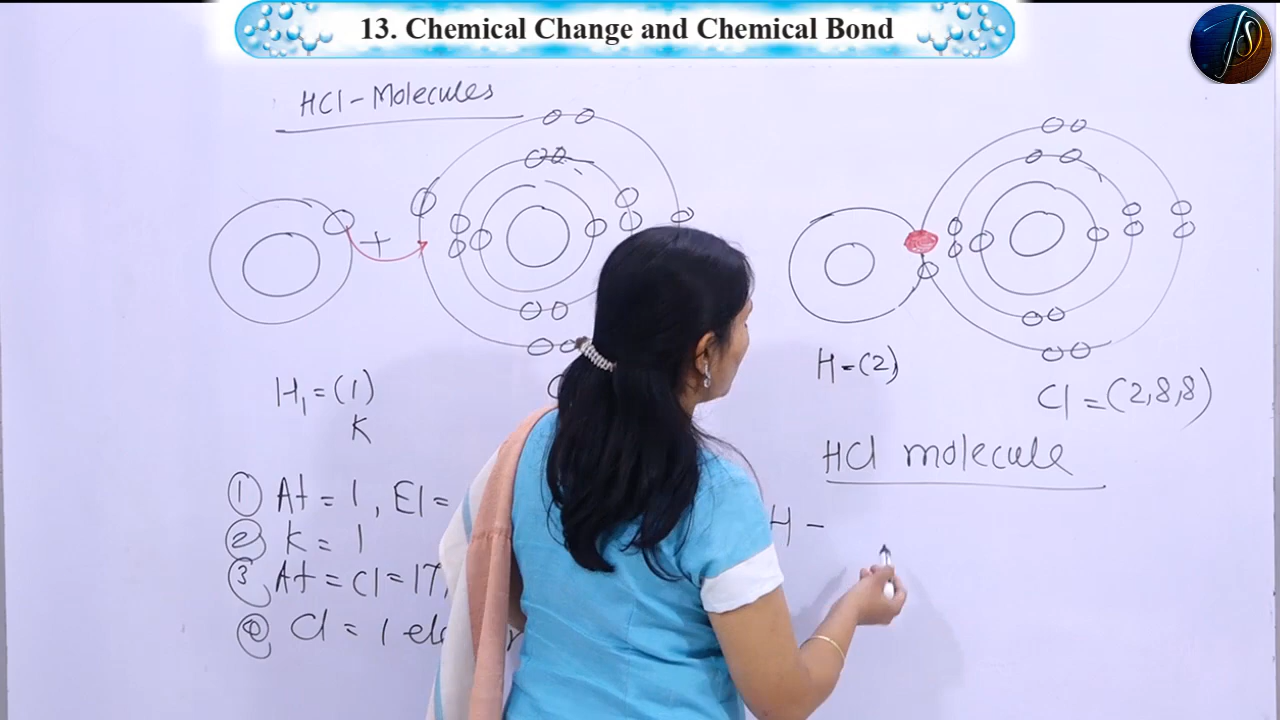 13. Chemical Change and Chemical Bond
HCl - Molecules
+
H₁ = (1)
K
① At = 1, El =
② K = 1
③ At = Cl = 17,
④ Cl = 1
H = (2)
Cl = (2,8,8)
HCl molecule
H -